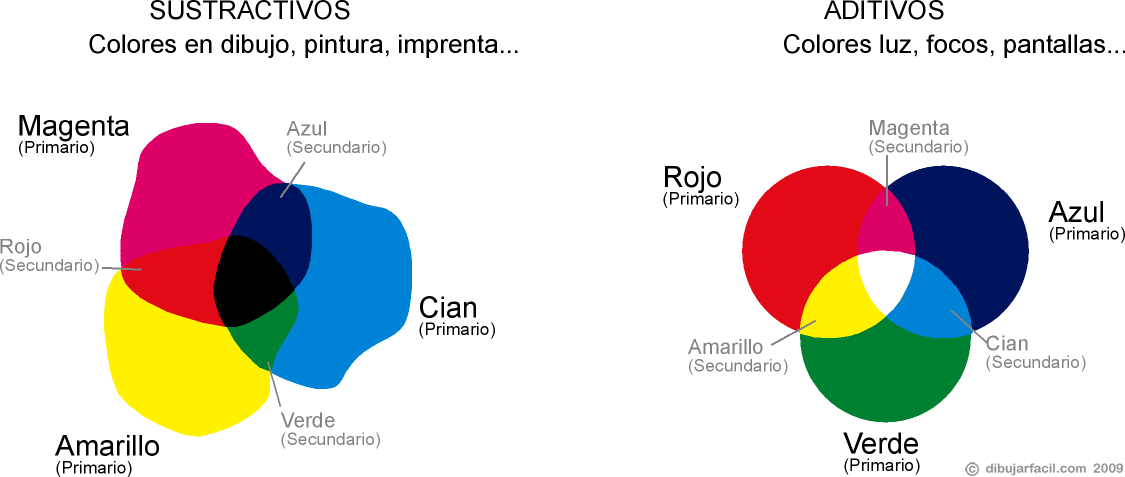 SUSTRACTIVOS
Colores en dibujo, pintura, imprenta...
Magenta
(Primario)
Azul
(Secundario)
Rojo
(Secundario)
Cian
(Primario)
Verde
(Secundario)
Amarillo
(Primario)
ADITIVOS
Colores luz, focos, pantallas...
Magenta
(Secundario)
Rojo
(Primario)
Azul
(Primario)
Amarillo
(Secundario)
Cian
(Secundario)
Verde
(Primario)
© dibujarfacil.com 2009